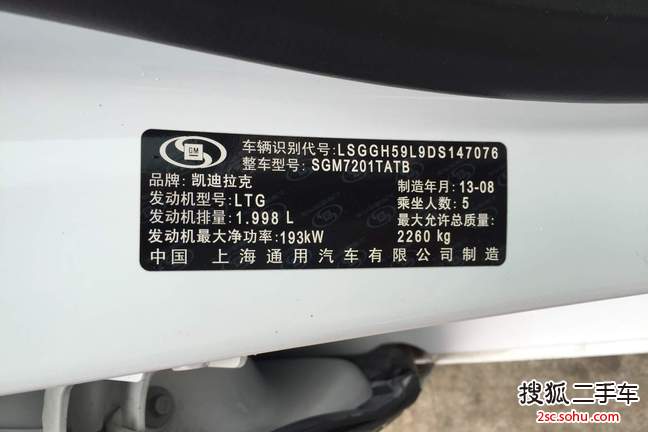 GM
车辆识别代号:LSGGH59L9DS147076
整车型号:SGM7201TATB
品牌:凯迪拉克 制造年月:13-08
发动机型号:LTG 乘坐人数:5
发动机排量:1.998 L 最大允许总质量:
发动机最大净功率:193kW 2260 kg
中国 上海通用汽车有限公司制造
搜狐二手车
2sc.sohu.com